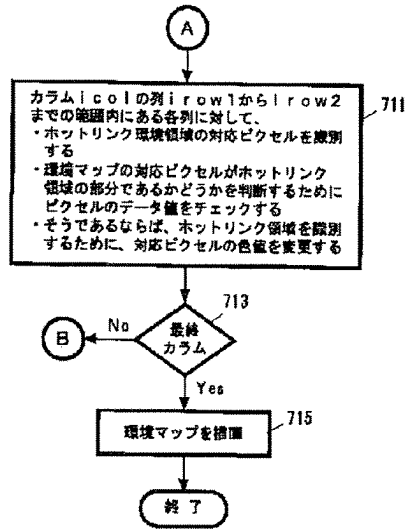 A
カラムicolの列irow1からirow2
までの範囲内にある各列に対して、
・ホットリンク環境領域の対応ピクセルを識別
する
・環境マップの対応ピクセルがホットリンク
領域の部分であるかどうかを判断するために
ピクセルのデータ値をチェックする
・そうであるならば、ホットリンク領域を識別
するために、対応ピクセルの色値を変更する
711
713
B
No
最終
カラム
Yes
環境マップを描画
715
終了